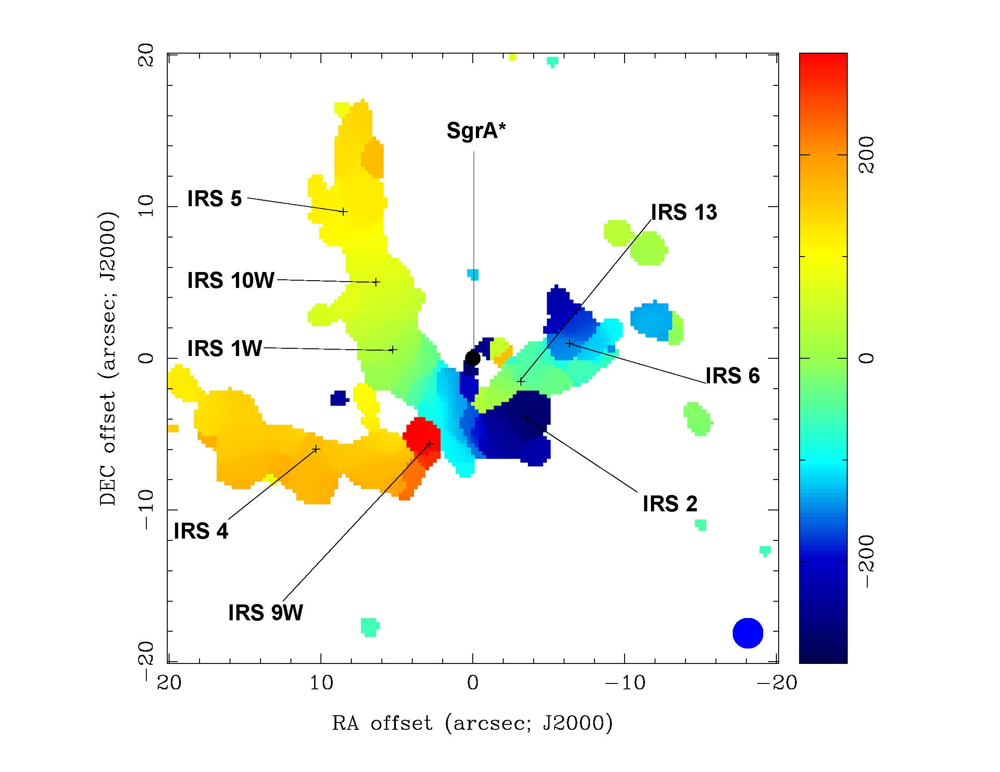 20
SgrA*
200
IRS 5
IRS 13
10
IRS 10W
IRS 1W
0
0
IRS 6
DEC offset (arcsec; J2000)
IRS 2
-10
IRS 4
-200
IRS 9W
-20
20 10 0 -10 -20
RA offset (arcsec; J2000)